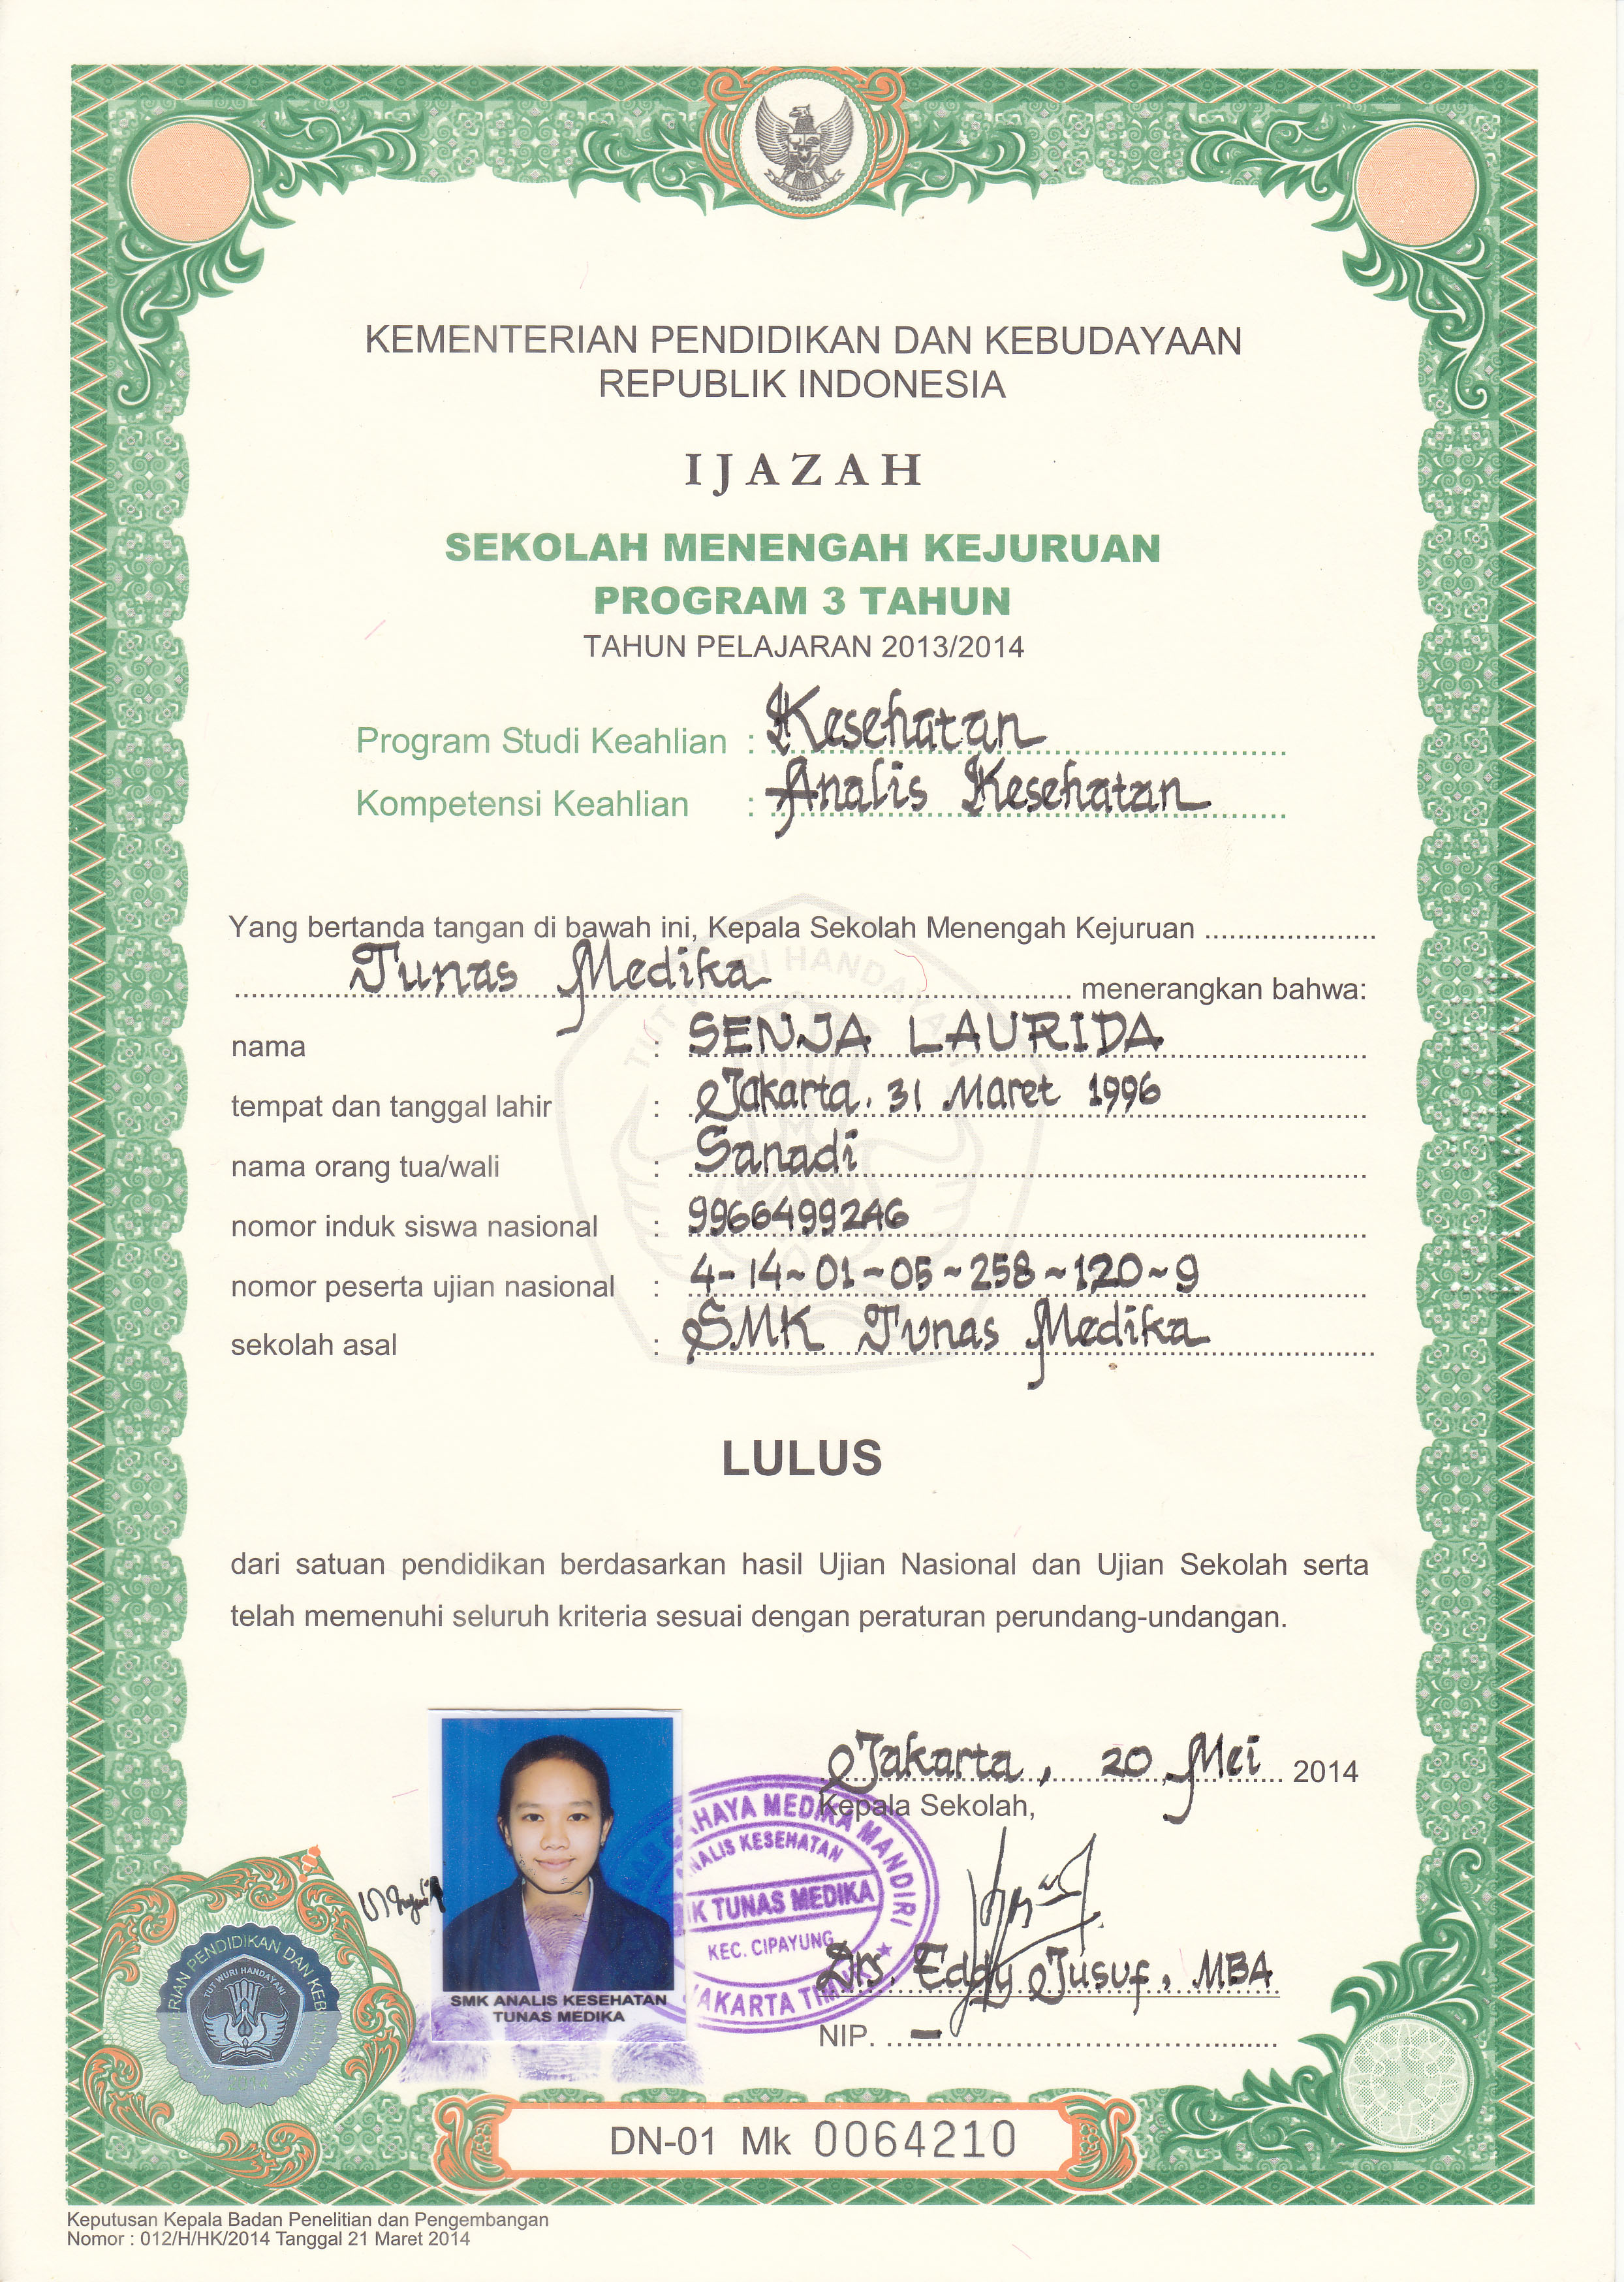 KEMENTERIAN PENDIDIKAN DAN KEBUDAYAAN
REPUBLIK INDONESIA
IJAZAH
SEKOLAH MENENGAH KEJURUAN
PROGRAM 3 TAHUN
TAHUN PELAJARAN 2013/2014
Program Studi Keahlian : Kesehatan
Kompetensi Keahlian : Analis Kesehatan
Yang bertanda tangan di bawah ini, Kepala Sekolah Menengah Kejuruan
Tunas Medika menerangkan bahwa:
TUT WURI HANDAYANI
nama : SENJA LAURIDA
tempat dan tanggal lahir : Jakarta, 31 Maret 1996
nama orang tua/wali : Sanadi
nomor induk siswa nasional : 9966499246
nomor peserta ujian nasional : 4-14-01-05-258-120-9
sekolah asal : SMK Tunas Medika
LULUS
dari satuan pendidikan berdasarkan hasil Ujian Nasional dan Ujian Sekolah serta
telah memenuhi seluruh kriteria sesuai dengan peraturan perundang-undangan.
Jakarta, 20 Mei 2014
Kepala Sekolah,
CAHAYA MEDIKA MANDIRI
ANALIS KESEHATAN
SMK TUNAS MEDIKA
KEC. CIPAYUNG
JAKARTA TIMUR
Drs. Eddy Jusuf, MBA
NIP. -
SMK ANALIS KESEHATAN
TUNAS MEDIKA
RIAN PENDIDIKAN DAN KEB
TUT WURI HANDAYANI
2014
DN-01 Mk 0064210
Keputusan Kepala Badan Penelitian dan Pengembangan
Nomor : 012/H/HK/2014 Tanggal 21 Maret 2014